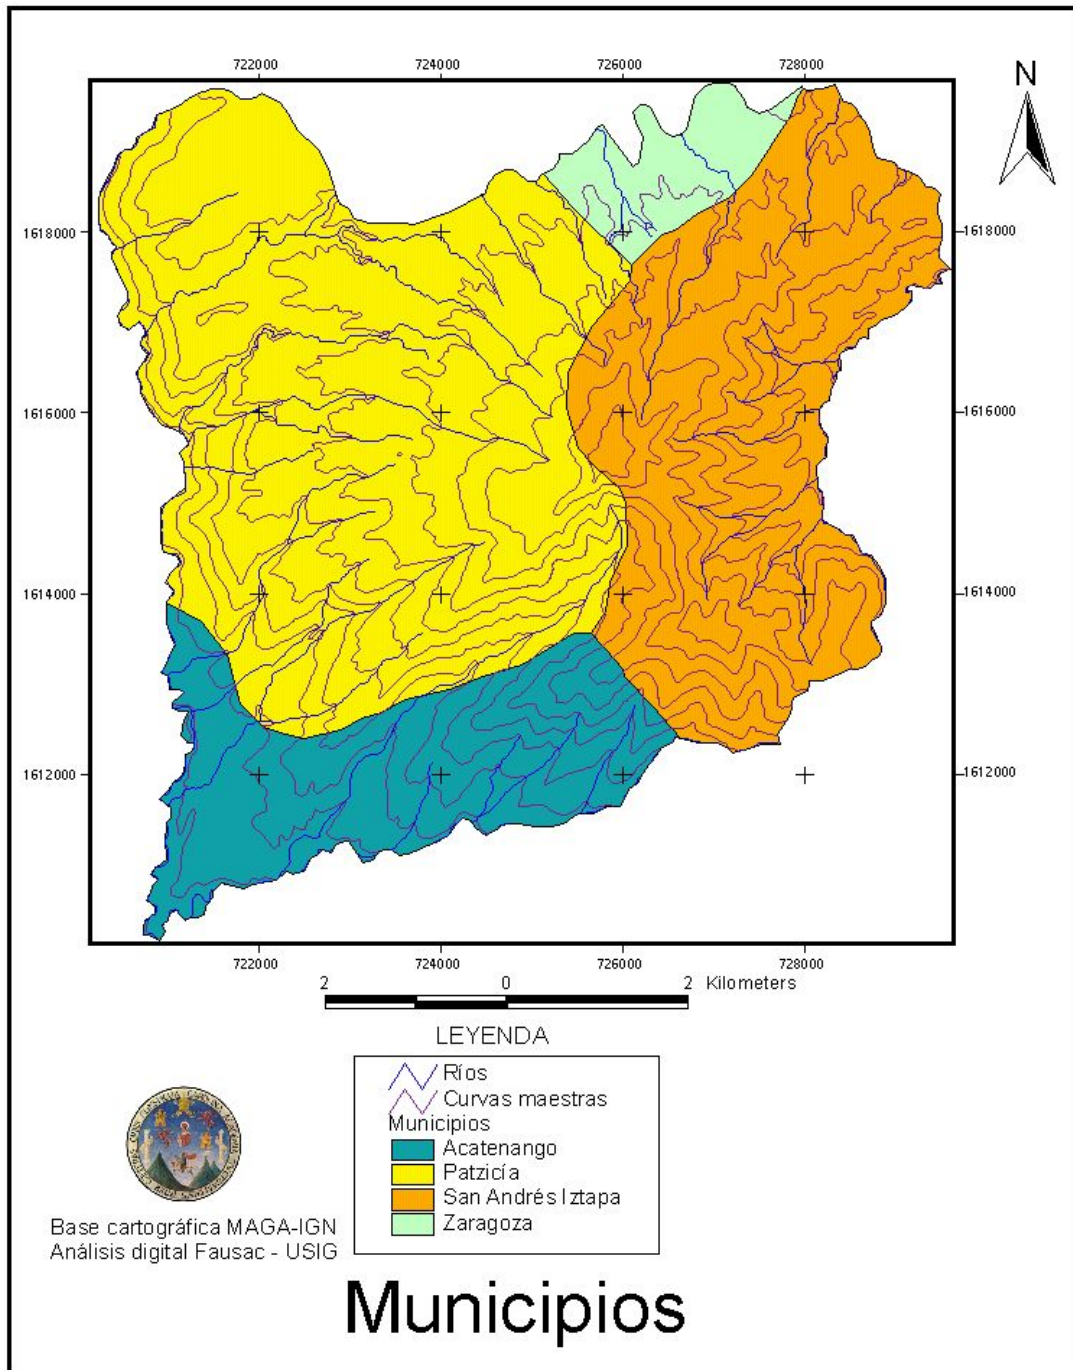 N
722000 724000 726000 728000
1618000 1618000
1616000 1616000
1614000 1614000
1612000 1612000
722000 724000 726000 728000
2 0 2 Kilometers
LEYENDA
Ríos
Curvas maestras
Municipios
Acatenango
Patzicía
San Andrés Iztapa
Zaragoza
Base cartográfica MAGA-IGN
Análisis digital Fausac - USIG
Municipios